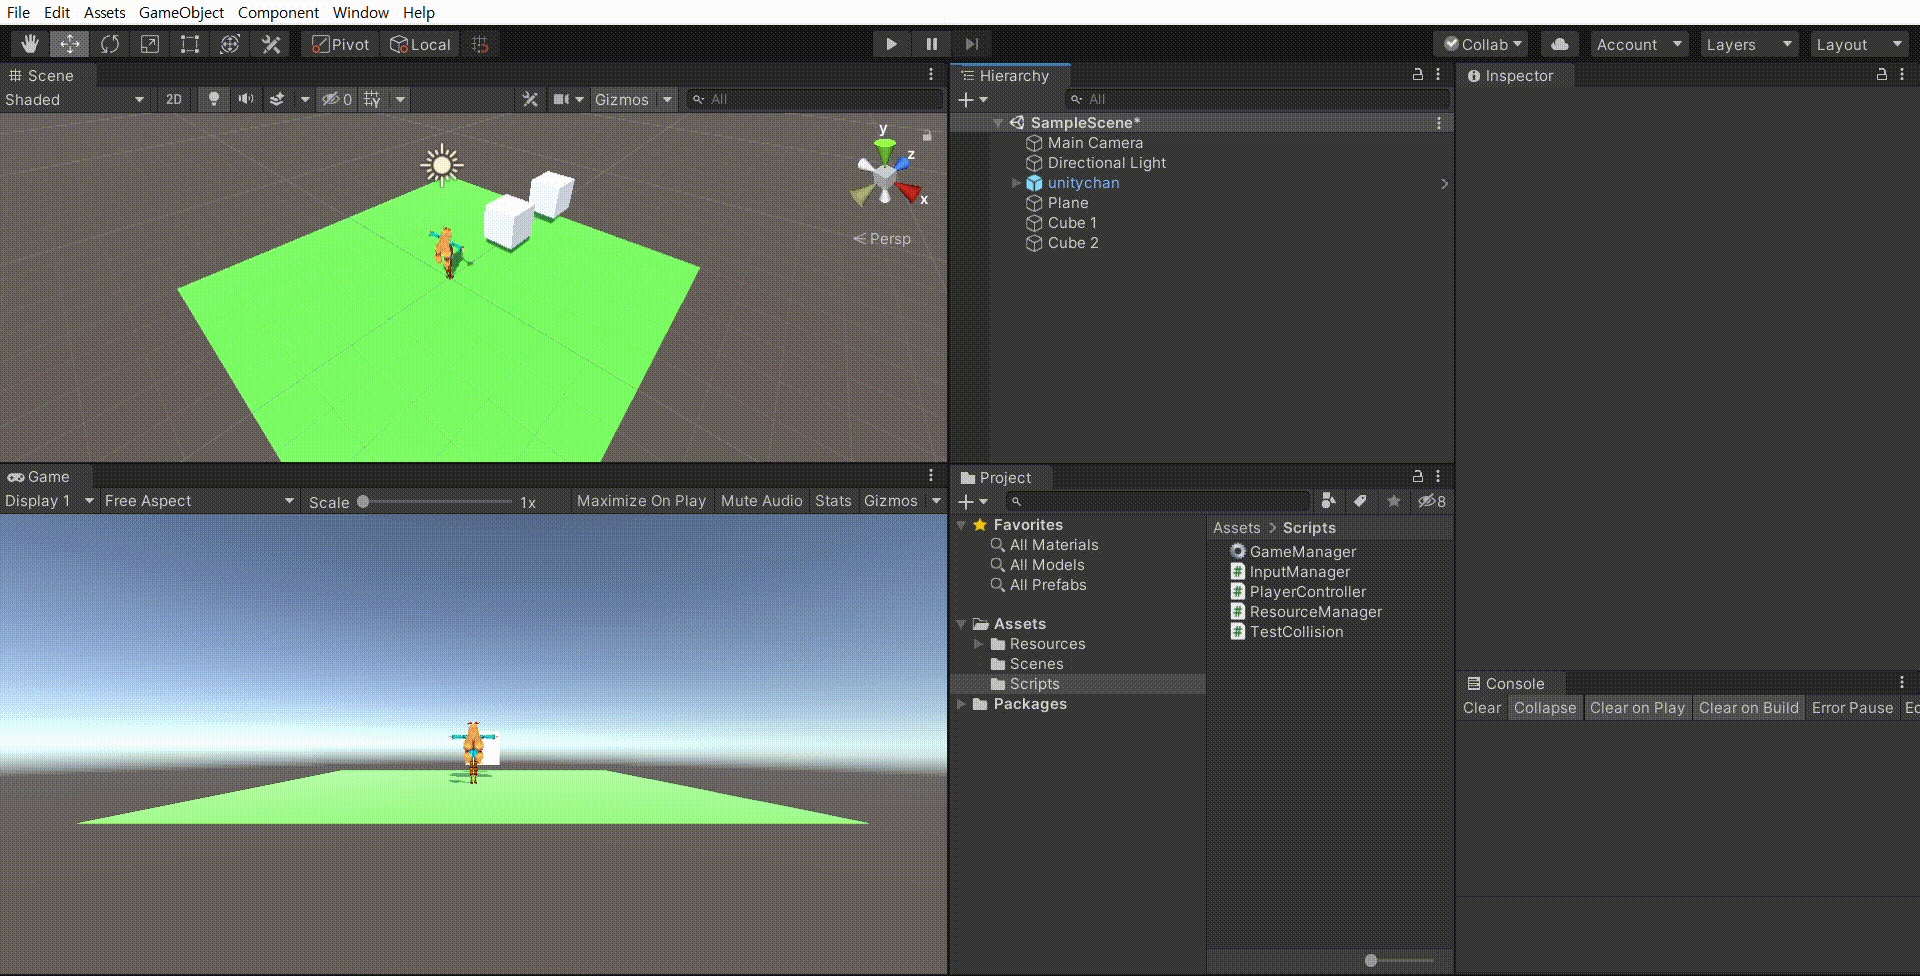 File Edit Assets GameObject Component Window Help
Pivot Local Collab Account Layers Layout
Scene
Shaded 2D 0 Gizmos All
y
z
x
Persp
Hierarchy
All
SampleScene*
Main Camera
Directional Light
unitychan
Plane
Cube 1
Cube 2
Inspector
Game
Display 1 Free Aspect Scale 1x Maximize On Play Mute Audio Stats Gizmos
Project
8
Favorites
All Materials
All Models
All Prefabs
Assets
Resources
Scenes
Scripts
Packages
Assets > Scripts
GameManager
InputManager
PlayerController
ResourceManager
TestCollision
Console
Clear Collapse Clear on Play Clear on Build Error Pause